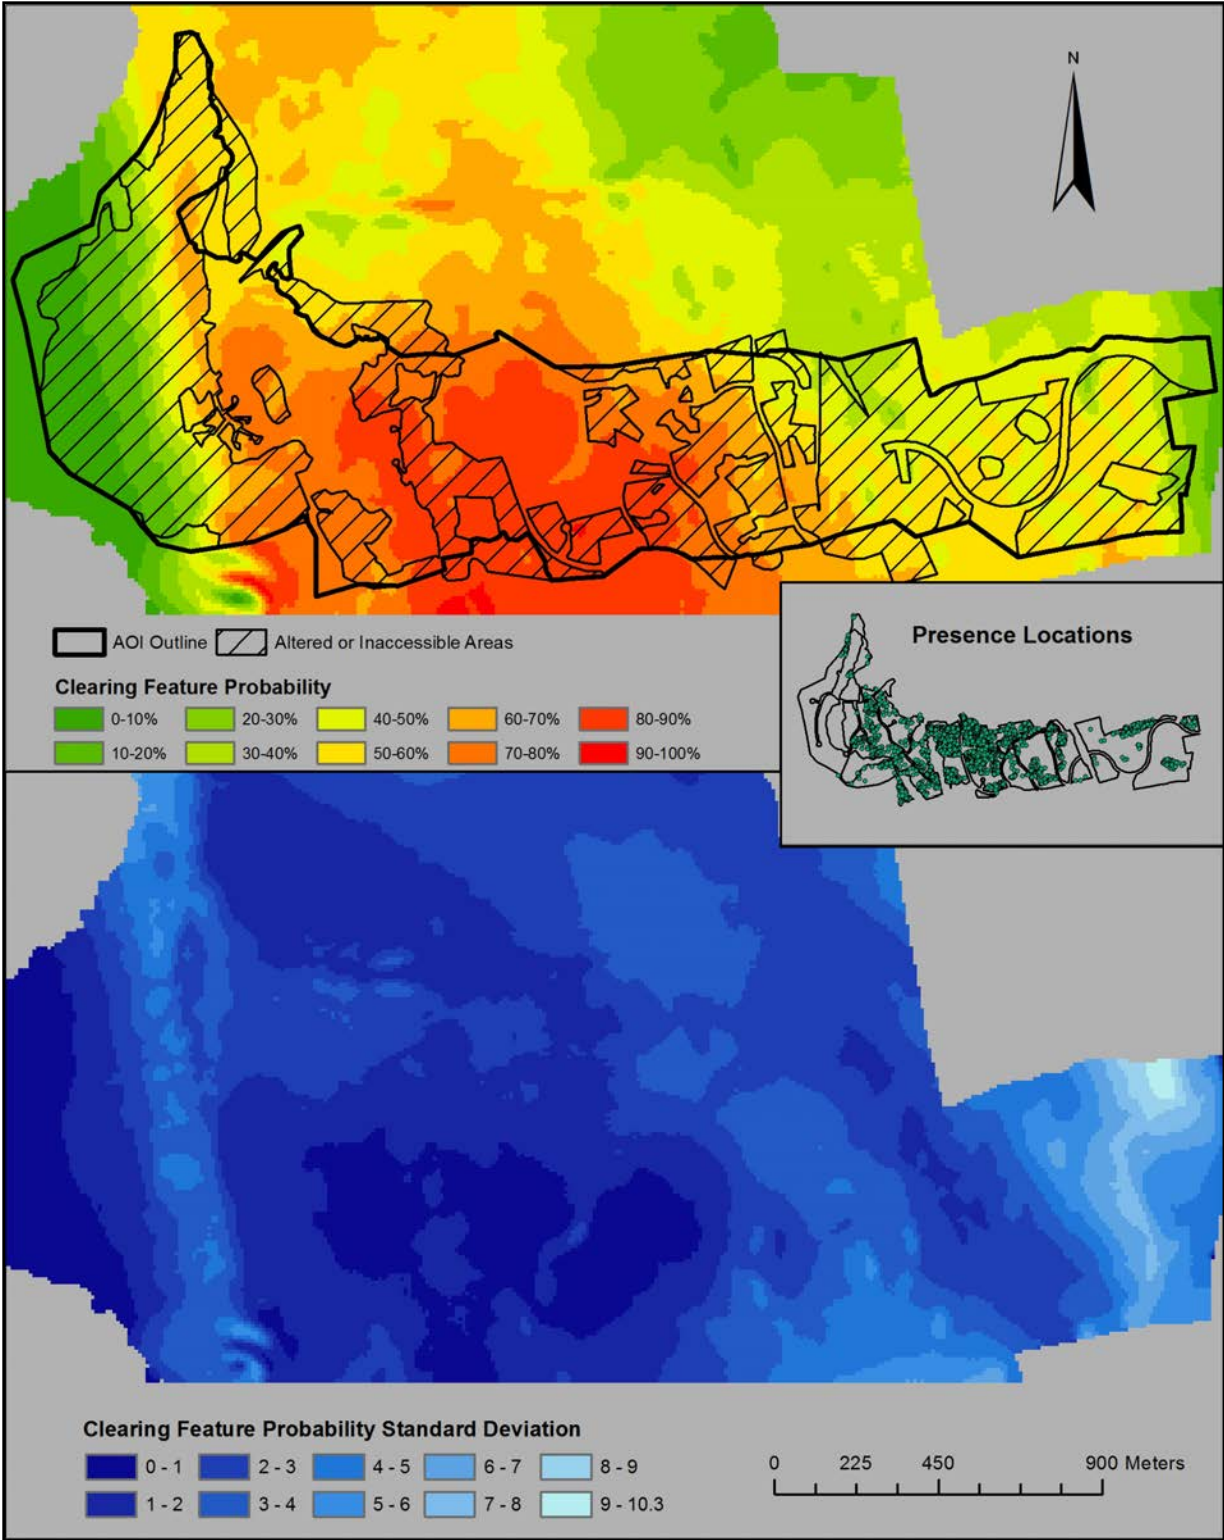 N
AOI Outline Altered or Inaccessible Areas
Clearing Feature Probability
0-10% 20-30% 40-50% 60-70% 80-90%
10-20% 30-40% 50-60% 70-80% 90-100%
Presence Locations
Clearing Feature Probability Standard Deviation
0 - 1 2 - 3 4 - 5 6 - 7 8 - 9
1 - 2 3 - 4 5 - 6 7 - 8 9 - 10.3
0 225 450 900 Meters